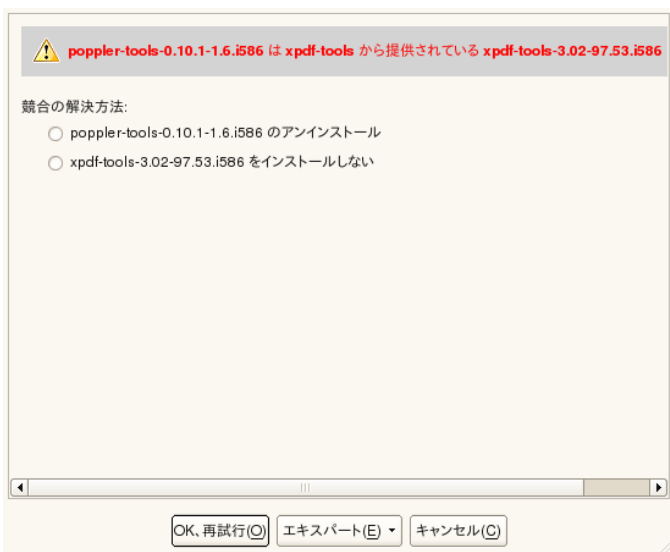 poppler-tools-0.10.1-1.6.i586 は xpdf-tools から提供されている xpdf-tools-3.02-97.53.i586
競合の解決方法:
poppler-tools-0.10.1-1.6.i586 のアンインストール
xpdf-tools-3.02-97.53.i586 をインストールしない
OK, 再試行(O) エキスパート(E) キャンセル(C)